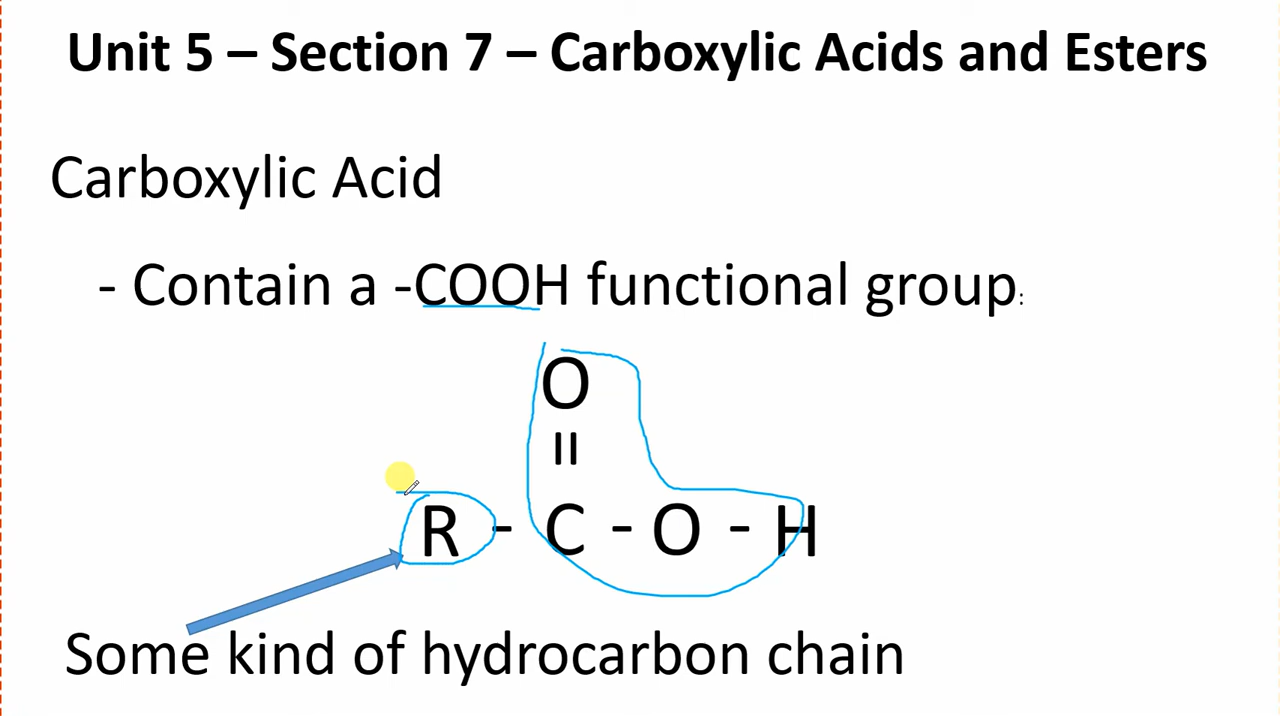 Unit 5 – Section 7 – Carboxylic Acids and Esters
Carboxylic Acid
- Contain a -COOH functional group:
O
=
R - C - O - H
Some kind of hydrocarbon chain